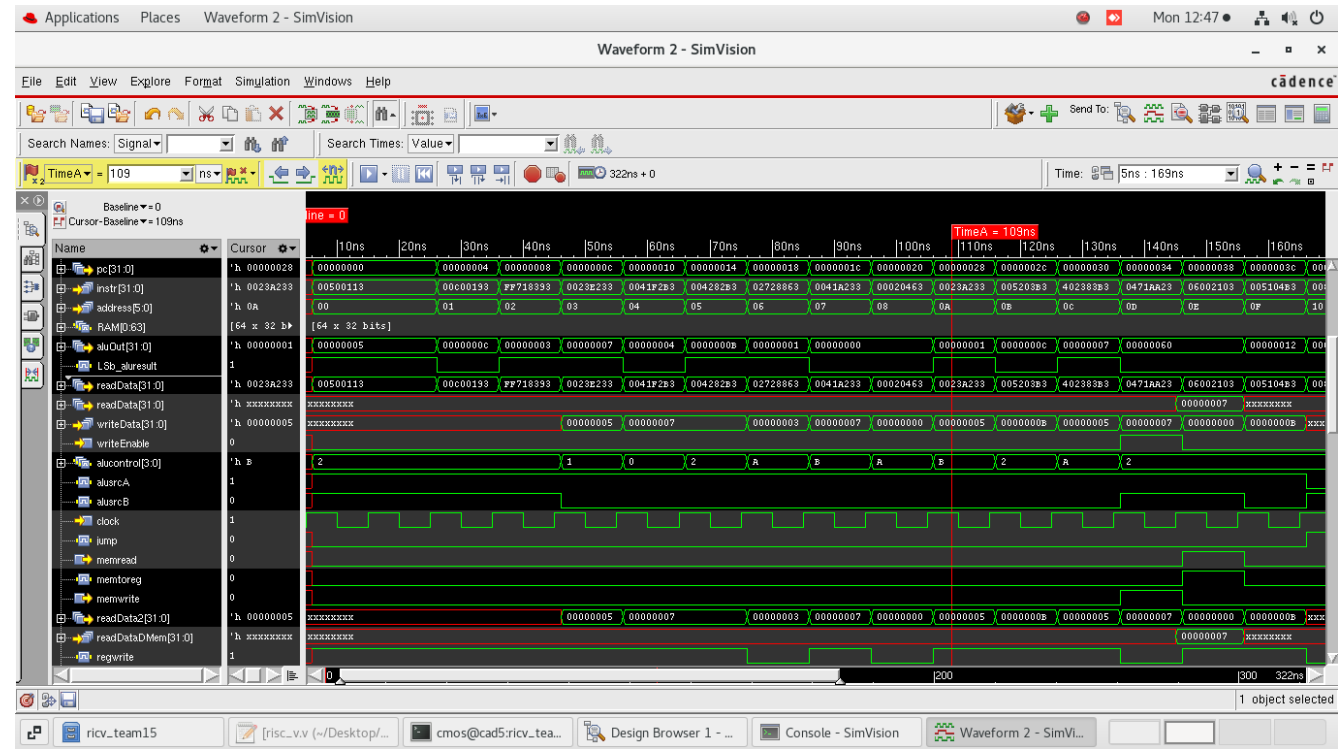 Applications Places Waveform 2 - SimVision Mon 12:47
Waveform 2 - SimVision
File Edit View Explore Format Simulation Windows Help cādence
Send To:
Search Names: Signal Search Times: Value
x2 TimeA = 109 ns 322ns + 0 Time: 5ns : 169ns
Baseline = 0
Cursor-Baseline = 109ns
line = 0
TimeA = 109ns
Name Cursor 10ns 20ns 30ns 40ns 50ns 60ns 70ns 80ns 90ns 100ns 110ns 120ns 130ns 140ns 150ns 160ns
pc[31:0] 'h 00000028 00000000 00000004 00000008 0000000c 00000010 00000014 00000018 0000001c 00000020 00000028 0000002c 00000030 00000034 00000038 0000003c
instr[31:0] 'h 0023A233 00500113 00c00193 FF718393 0023E233 0041F2B3 004282B3 02728863 0041A233 00020463 0023A233 005203B3 402383B3 0471AA23 06002103 005104B3
address[5:0] 'h 0A 00 01 02 03 04 05 06 07 08 0A 0B 0c 0D 0E 0F 10
RAM[0:63] [64 x 32 b [64 x 32 bits]
aluOut[31:0] 'h 00000001 00000005 0000000c 00000003 00000007 00000004 0000000B 00000001 00000000 00000001 0000000c 00000007 00000060 00000012
LSb_aluresult 1
readData[31:0] 'h 0023A233 00500113 00c00193 FF718393 0023E233 0041F2B3 004282B3 02728863 0041A233 00020463 0023A233 005203B3 402383B3 0471AA23 06002103 005104B3
readData[31:0] 'h xxxxxxxx xxxxxxxx 00000007 xxxxxxxx
writeData[31:0] 'h 00000005 xxxxxxxx 00000005 00000007 00000003 00000007 00000000 00000005 0000000B 00000005 00000007 00000000 0000000B xxx
writeEnable 0
alucontrol[3:0] 'h B 2 1 0 2 A B A B 2 A 2
alusrcA 1
alusrcB 0
clock 1
jump 0
memread 0
memtoreg 0
memwrite 0
readData2[31:0] 'h 00000005 xxxxxxxx 00000005 00000007 00000003 00000007 00000000 00000005 0000000B 00000005 00000007 00000000 0000000B xxx
readDataDMem[31:0] 'h xxxxxxxx xxxxxxxx 00000007 xxxxxxxx
regwrite 1
0 200 300 322ns
1 object selected
ricv_team15 [risc_v.v (~/Desktop/... cmos@cad5:ricv_tea... Design Browser 1 - ... Console - SimVision Waveform 2 - SimVi...